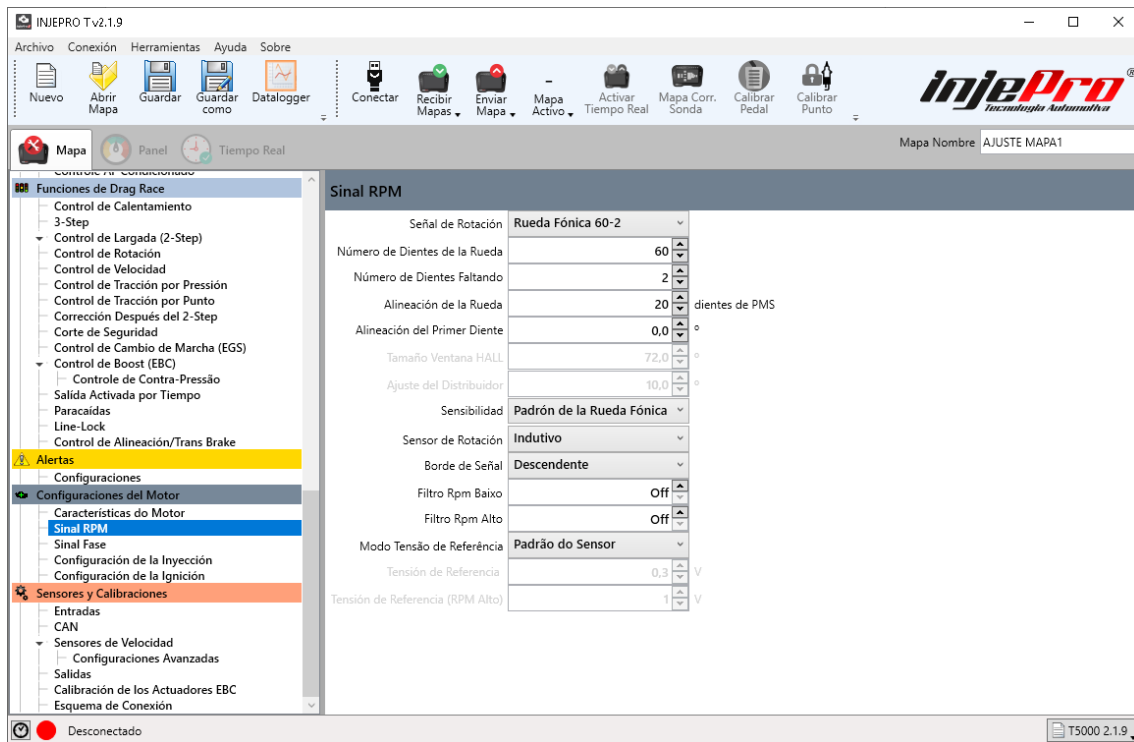 INJEPRO T v2.1.9
Archivo Conexión Herramientas Ayuda Sobre
Nuevo Abrir Mapa Guardar Guardar como Datalogger Conectar Recibir Mapas Enviar Mapa Mapa Activo Activar Tiempo Real Mapa Corr. Sonda Calibrar Pedal Calibrar Punto
injePro®
Tecnologia Automotiva
Mapa Panel Tiempo Real
Mapa Nombre AJUSTE MAPA1
Controle Ar Condicionado
Funciones de Drag Race
Control de Calentamiento
3-Step
Control de Largada (2-Step)
Control de Rotación
Control de Velocidad
Control de Tracción por Pressión
Control de Tracción por Punto
Corrección Después del 2-Step
Corte de Seguridad
Control de Cambio de Marcha (EGS)
Control de Boost (EBC)
Controle de Contra-Pressão
Salída Activada por Tiempo
Paracaídas
Line-Lock
Control de Alineación/Trans Brake
Alertas
Configuraciones
Configuraciones del Motor
Características do Motor
Sinal RPM
Sinal Fase
Configuración de la Inyección
Configuración de la Ignición
Sensores y Calibraciones
Entradas
CAN
Sensores de Velocidad
Configuraciones Avanzadas
Salidas
Calibración de los Actuadores EBC
Esquema de Conexión
Sinal RPM
Señal de Rotación Rueda Fónica 60-2
Número de Dientes de la Rueda 60
Número de Dientes Faltando 2
Alineación de la Rueda 20 dientes de PMS
Alineación del Primer Diente 0,0 °
Tamaño Ventana HALL 72,0 °
Ajuste del Distribuidor 10,0 °
Sensibilidad Padrón de la Rueda Fónica
Sensor de Rotación Indutivo
Borde de Señal Descendente
Filtro Rpm Baixo Off
Filtro Rpm Alto Off
Modo Tensão de Referência Padrão do Sensor
Tensión de Referencia 0,3 V
Tensión de Referencia (RPM Alto) 1 V
Desconectado
T5000 2.1.9